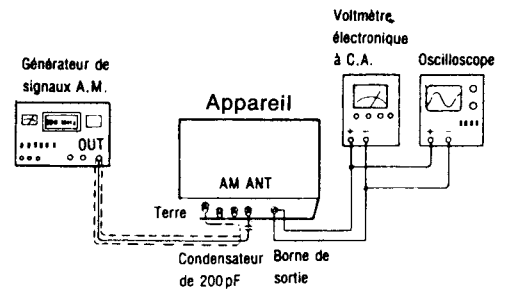 Voltmètre
électronique
à C.A.
Oscilloscope
Générateur de
signaux A.M.
Appareil
OUT
AM ANT
+ −
+ −
Terre
Condensateur
de 200pF
Borne de
sortie